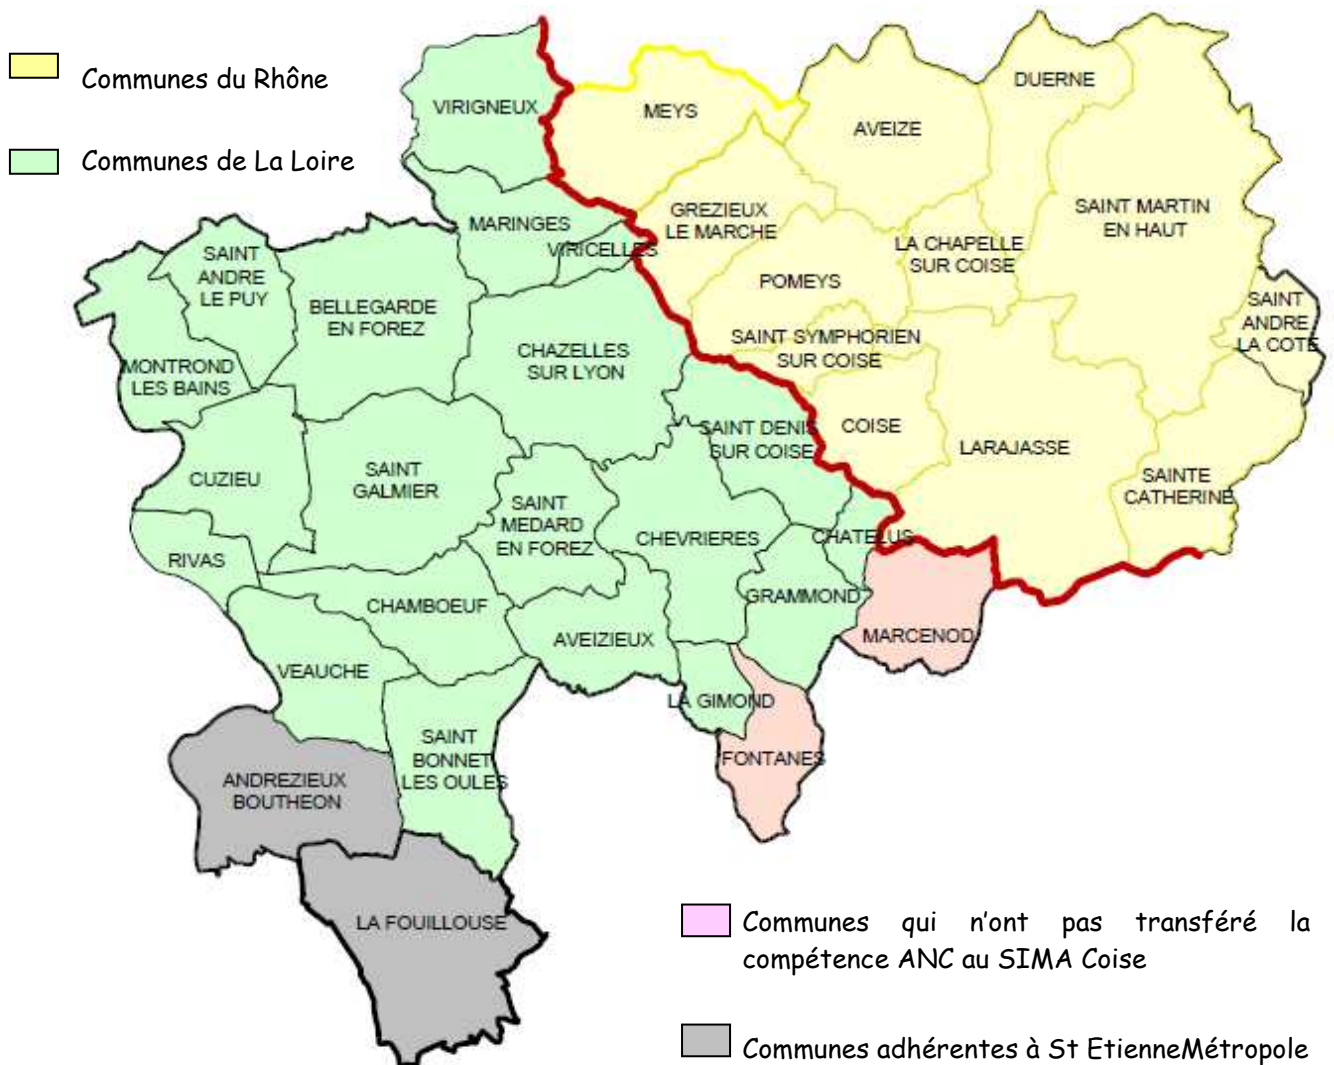 Communes du Rhône
Communes de La Loire
VIRIGNEUX
MEYS
AVEIZE
DUERNE
MARINGES
VIRICELLES
GREZIEUX
LE MARCHE
SAINT MARTIN
EN HAUT
LA CHAPELLE
SUR COISE
POMEYS
SAINT
ANDRE
LE PUY
BELLEGARDE
EN FOREZ
SAINT
ANDRE
LA COTE
MONTROND
LES BAINS
CHAZELLES
SUR LYON
SAINT SYMPHORIEN
SUR COISE
SAINT DENIS
SUR COISE
COISE
LARAJASSE
CUZIEU
SAINT
GALMIER
SAINT
MEDARD
EN FOREZ
SAINTE
CATHERINE
CHEVRIERES
CHATELUS
RIVAS
CHAMBOEUF
GRAMMOND
AVEIZIEUX
MARCENOD
VEAUCHE
LA GIMOND
SAINT
BONNET
LES OULES
FONTANES
ANDREZIEUX
BOUTHEON
LA FOUILLOUSE
Communes qui n'ont pas transféré la
compétence ANC au SIMA Coise
Communes adhérentes à St EtienneMétropole